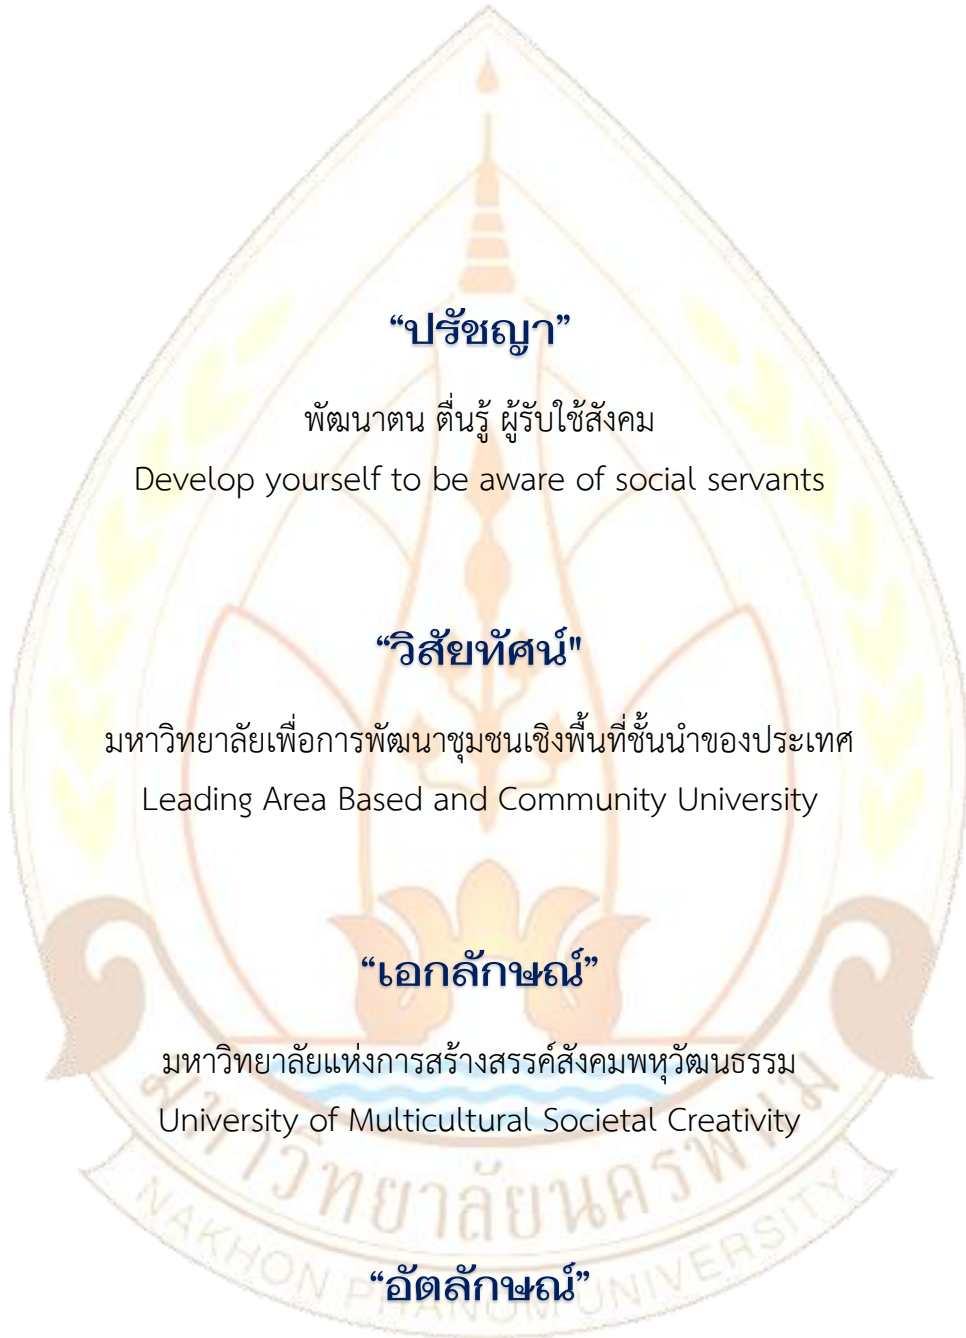 “ปรัชญา”
พัฒนาตน ตื่นรู้ ผู้รับใช้สังคม
Develop yourself to be aware of social servants
“วิสัยทัศน์"
มหาวิทยาลัยเพื่อการพัฒนาชุมชนเชิงพื้นที่ชั้นนำของประเทศ
Leading Area Based and Community University
“เอกลักษณ์”
มหาวิทยาลัยแห่งการสร้างสรรค์สังคมพหุวัฒนธรรม
University of Multicultural Societal Creativity
มหาวิทยาลัยนครพนม
NAKHON PHANOM UNIVERSITY
“อัตลักษณ์”